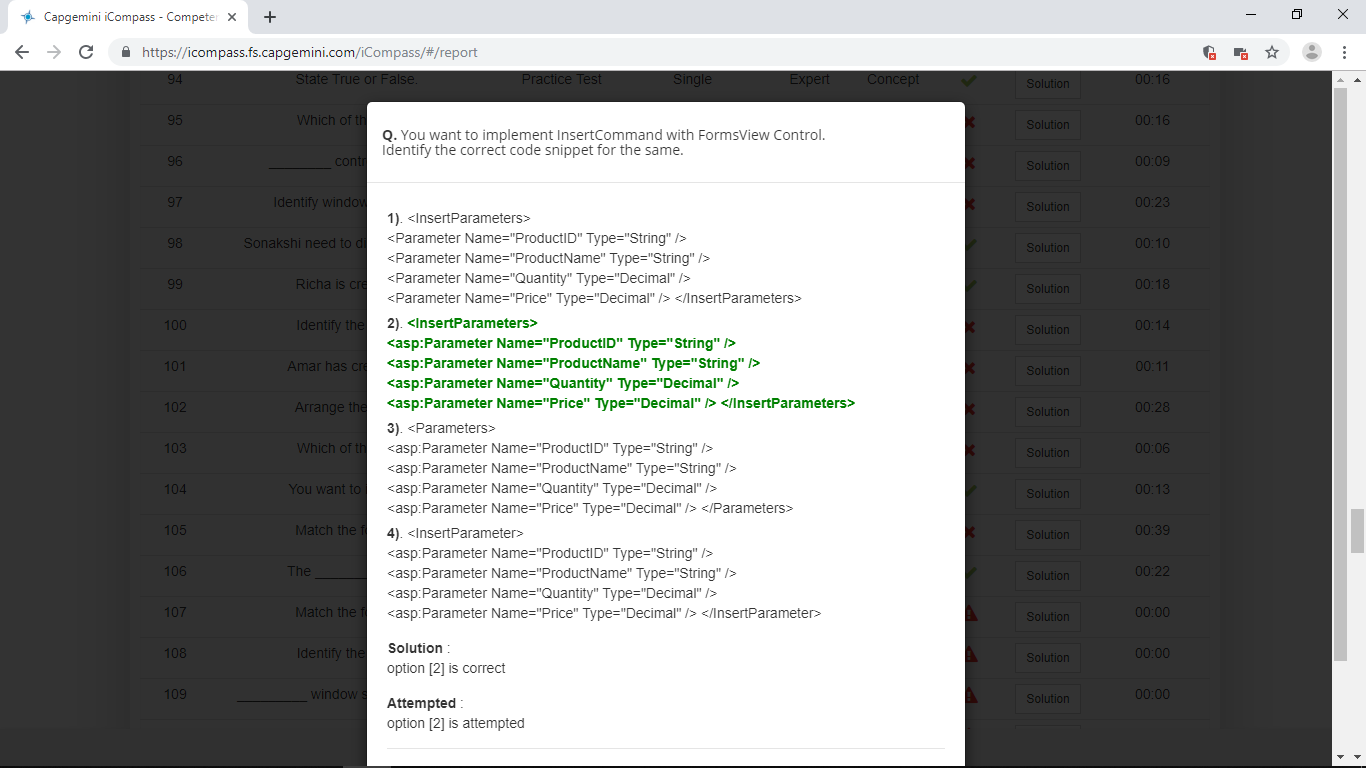 Capgemini iCompass - Competer
https://icompass.fs.capgemini.com/iCompass/#/report
94 State True or False. Practice Test Single Expert Concept Solution 00:16
95 Which of th Solution 00:16
96 ________ contr Solution 00:09
97 Identify window Solution 00:23
98 Sonakshi need to di Solution 00:10
99 Richa is cre Solution 00:18
100 Identify the Solution 00:14
101 Amar has cre Solution 00:11
102 Arrange the Solution 00:28
103 Which of th Solution 00:06
104 You want to i Solution 00:13
105 Match the f Solution 00:39
106 The ________ Solution 00:22
107 Match the f Solution 00:00
108 Identify the Solution 00:00
109 _________ window s Solution 00:00
Q. You want to implement InsertCommand with FormsView Control.
Identify the correct code snippet for the same.
1). <InsertParameters>
<Parameter Name="ProductID" Type="String" />
<Parameter Name="ProductName" Type="String" />
<Parameter Name="Quantity" Type="Decimal" />
<Parameter Name="Price" Type="Decimal" /> </InsertParameters>
2). <InsertParameters>
<asp:Parameter Name="ProductID" Type="String" />
<asp:Parameter Name="ProductName" Type="String" />
<asp:Parameter Name="Quantity" Type="Decimal" />
<asp:Parameter Name="Price" Type="Decimal" /> </InsertParameters>
3). <Parameters>
<asp:Parameter Name="ProductID" Type="String" />
<asp:Parameter Name="ProductName" Type="String" />
<asp:Parameter Name="Quantity" Type="Decimal" />
<asp:Parameter Name="Price" Type="Decimal" /> </Parameters>
4). <InsertParameter>
<asp:Parameter Name="ProductID" Type="String" />
<asp:Parameter Name="ProductName" Type="String" />
<asp:Parameter Name="Quantity" Type="Decimal" />
<asp:Parameter Name="Price" Type="Decimal" /> </InsertParameter>
Solution :
option [2] is correct
Attempted :
option [2] is attempted